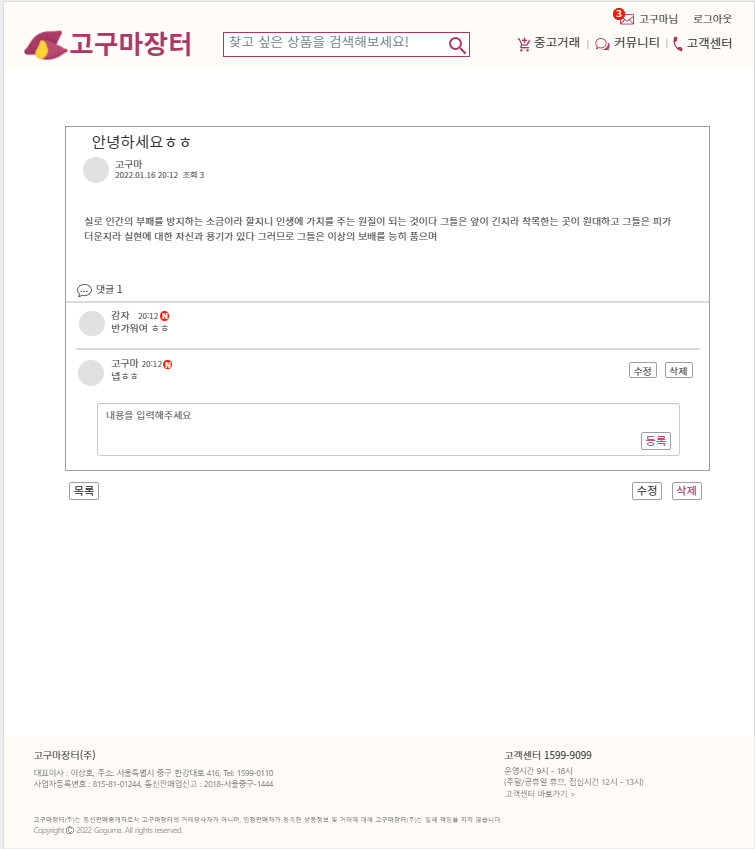 3 고구마님 로그아웃
고구마장터
찾고 싶은 상품을 검색해보세요!
중고거래 | 커뮤니티 | 고객센터
안녕하세요ㅎㅎ
고구마
2022.01.16 20:12 조회 3
실로 인간의 부패를 방지하는 소금이라 할지니 인생에 가치를 주는 원질이 되는 것이다 그들은 앞이 긴지라 착목한는 곳이 원대하고 그들은 피가
더운지라 실현에 대한 자신과 용기가 있다 그러므로 그들은 이상의 보배를 능히 품으며
댓글 1
감자 20:12 N
반가워여 ㅎㅎ
고구마 20:12 N
넵ㅎㅎ
수정 삭제
내용을 입력해주세요
등록
목록 수정 삭제
고구마장터(주)
대표이사 : 이상호, 주소: 서울특별시 중구 한강대로 416, Tel: 1599-0110
사업자등록번호 : 815-81-01244, 통신판매업신고 : 2018-서울중구-1444
고객센터 1599-9099
운영시간 9시 - 18시
(주말/공휴일 휴므, 점심시간 12시 - 13시)
고객센터 바로가기 >
고구마장터(주)는 통신판매중개자로서 고구마장터의 거래당사자가 아니며, 입점판매자가 등록한 상품정보 및 거래에 대해 고구마장터(주)는 일체 책임을 지지 않습니다.
Copyright Ⓒ 2022 Goguma. All rights reserved.